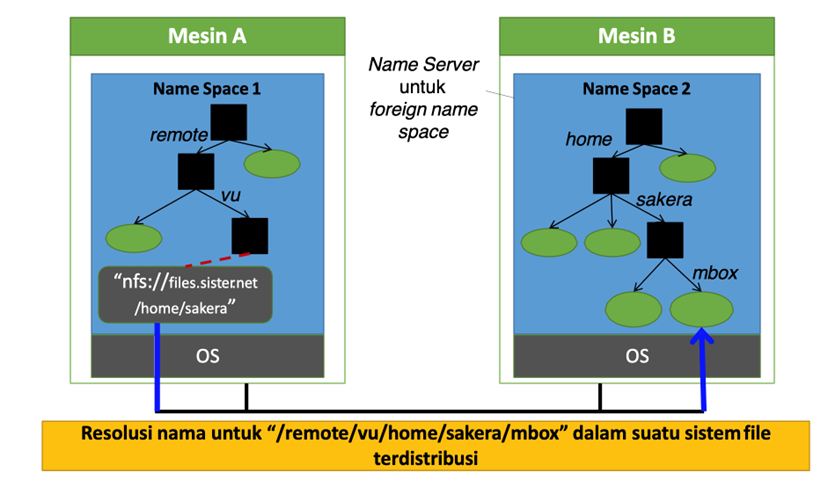 Mesin A
Mesin B
Name Server
untuk
foreign name
space
Name Space 1
remote
vu
“nfs://files.sister.net
/home/sakera”
OS
Name Space 2
home
sakera
mbox
OS
Resolusi nama untuk “/remote/vu/home/sakera/mbox” dalam suatu sistem file
terdistribusi